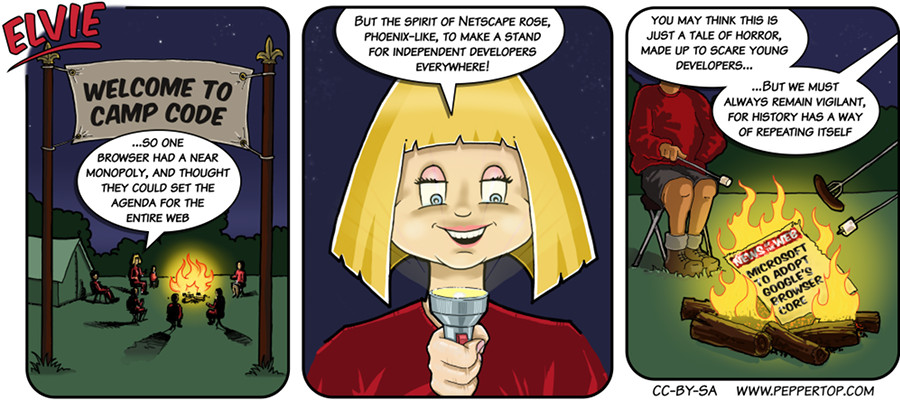 ELVIE
WELCOME TO
CAMP CODE
...SO ONE
BROWSER HAD A NEAR
MONOPOLY, AND THOUGHT
THEY COULD SET THE
AGENDA FOR THE
ENTIRE WEB
BUT THE SPIRIT OF NETSCAPE ROSE,
PHOENIX-LIKE, TO MAKE A STAND
FOR INDEPENDENT DEVELOPERS
EVERYWHERE!
YOU MAY THINK THIS IS
JUST A TALE OF HORROR,
MADE UP TO SCARE YOUNG
DEVELOPERS...
...BUT WE MUST
ALWAYS REMAIN VIGILANT,
FOR HISTORY HAS A WAY
OF REPEATING ITSELF
NEWS OF THE WEB
MICROSOFT
TO ADOPT
GOOGLE'S
BROWSER
CORE
CC-BY-SA WWW.PEPPERTOP.COM